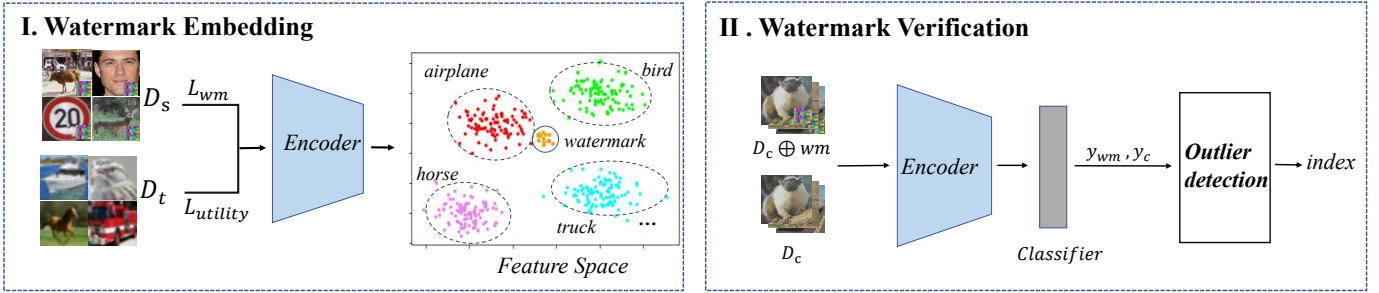 I. Watermark Embedding
D_s
L_wm
20
D_t
L_utility
Encoder
airplane
bird
watermark
horse
truck
...
Feature Space
II . Watermark Verification
D_c ⊕ wm
D_c
Encoder
Classifier
y_wm , y_c
Outlier
detection
index